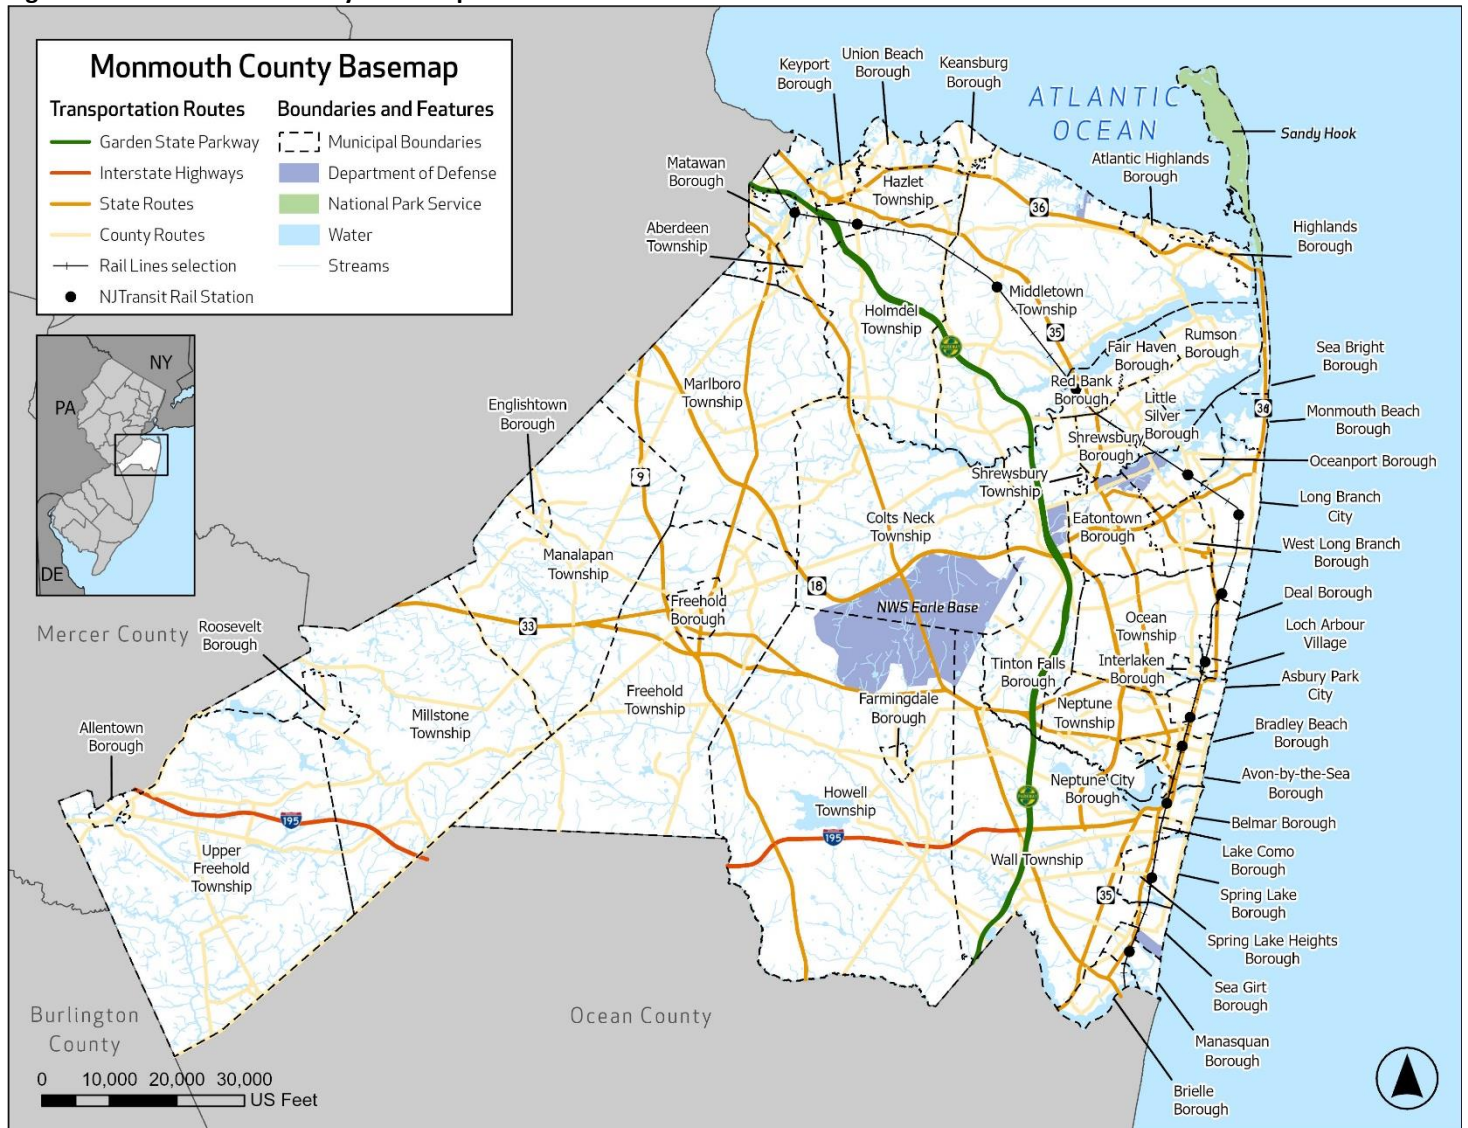 Monmouth County Basemap
Transportation Routes
Garden State Parkway
Interstate Highways
State Routes
County Routes
Rail Lines selection
NJTransit Rail Station
Boundaries and Features
Municipal Boundaries
Department of Defense
National Park Service
Water
Streams
NY
PA
DE
Keyport
Borough
Union Beach
Borough
Keansburg
Borough
ATLANTIC
OCEAN
Sandy Hook
Matawan
Borough
Hazlet
Township
Atlantic Highlands
Borough
36
Aberdeen
Township
Highlands
Borough
Holmdel
Township
Middletown
Township
35
Fair Haven
Borough
Rumson
Borough
Sea Bright
Borough
Marlboro
Township
Red Bank
Borough
Little
Silver
Borough
36
Monmouth Beach
Borough
Englishtown
Borough
Shrewsbury
Borough
Oceanport Borough
9
Shrewsbury
Township
Long Branch
City
Colts Neck
Township
Eatontown
Borough
West Long Branch
Borough
Manalapan
Township
18
NWS Earle Base
Deal Borough
Freehold
Borough
Mercer County
Roosevelt
Borough
33
Ocean
Township
Loch Arbour
Village
Interlaken
Borough
Tinton Falls
Borough
Asbury Park
City
Freehold
Township
Farmingdale
Borough
Neptune
Township
Millstone
Township
Bradley Beach
Borough
Allentown
Borough
Neptune City
Borough
Avon-by-the-Sea
Borough
Howell
Township
195
195
Belmar Borough
Upper
Freehold
Township
Wall Township
Lake Como
Borough
35
Spring Lake
Borough
Spring Lake Heights
Borough
Sea Girt
Borough
Burlington
County
Ocean County
Manasquan
Borough
Brielle
Borough
0 10,000 20,000 30,000
US Feet